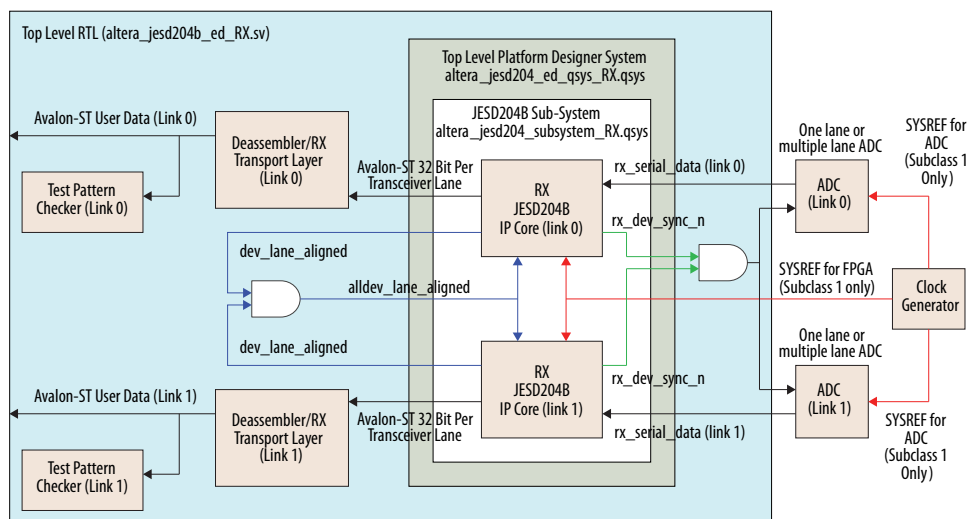 Top Level RTL (altera_jesd204b_ed_RX.sv)
Top Level Platform Designer System
altera_jesd204_ed_qsys_RX.qsys
JESD204B Sub-System
altera_jesd204_subsystem_RX.qsys
Avalon-ST User Data (Link 0)
Deassembler/RX
Transport Layer
(Link 0)
Test Pattern
Checker (Link 0)
Avalon-ST 32 Bit Per
Transceiver Lane
RX
JESD204B
IP Core (link 0)
rx_serial_data (link 0)
rx_dev_sync_n
One lane or
multiple lane ADC
ADC
(Link 0)
SYSREF for
ADC
(Subclass 1
Only)
dev_lane_aligned
alldev_lane_aligned
dev_lane_aligned
SYSREF for FPGA
(Subclass 1 only)
Clock
Generator
One lane or
multiple lane ADC
ADC
(Link 1)
SYSREF for
ADC
(Subclass 1
Only)
RX
JESD204B
IP Core (link 1)
rx_dev_sync_n
rx_serial_data (link 1)
Avalon-ST User Data (Link 1)
Deassembler/RX
Transport Layer
(Link 1)
Avalon-ST 32 Bit Per
Transceiver Lane
Test Pattern
Checker (Link 1)